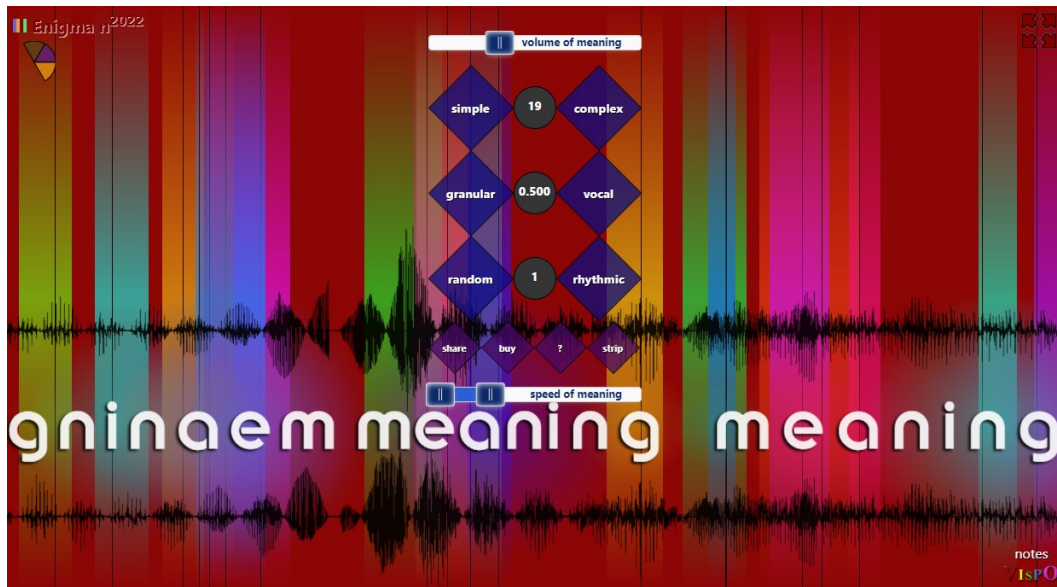 Enigma n2022
volume of meaning
simple 19 complex
granular 0.500 vocal
random 1 rhythmic
share buy ? strip
speed of meaning
gninaem meaning meaning
notes
VIsPO